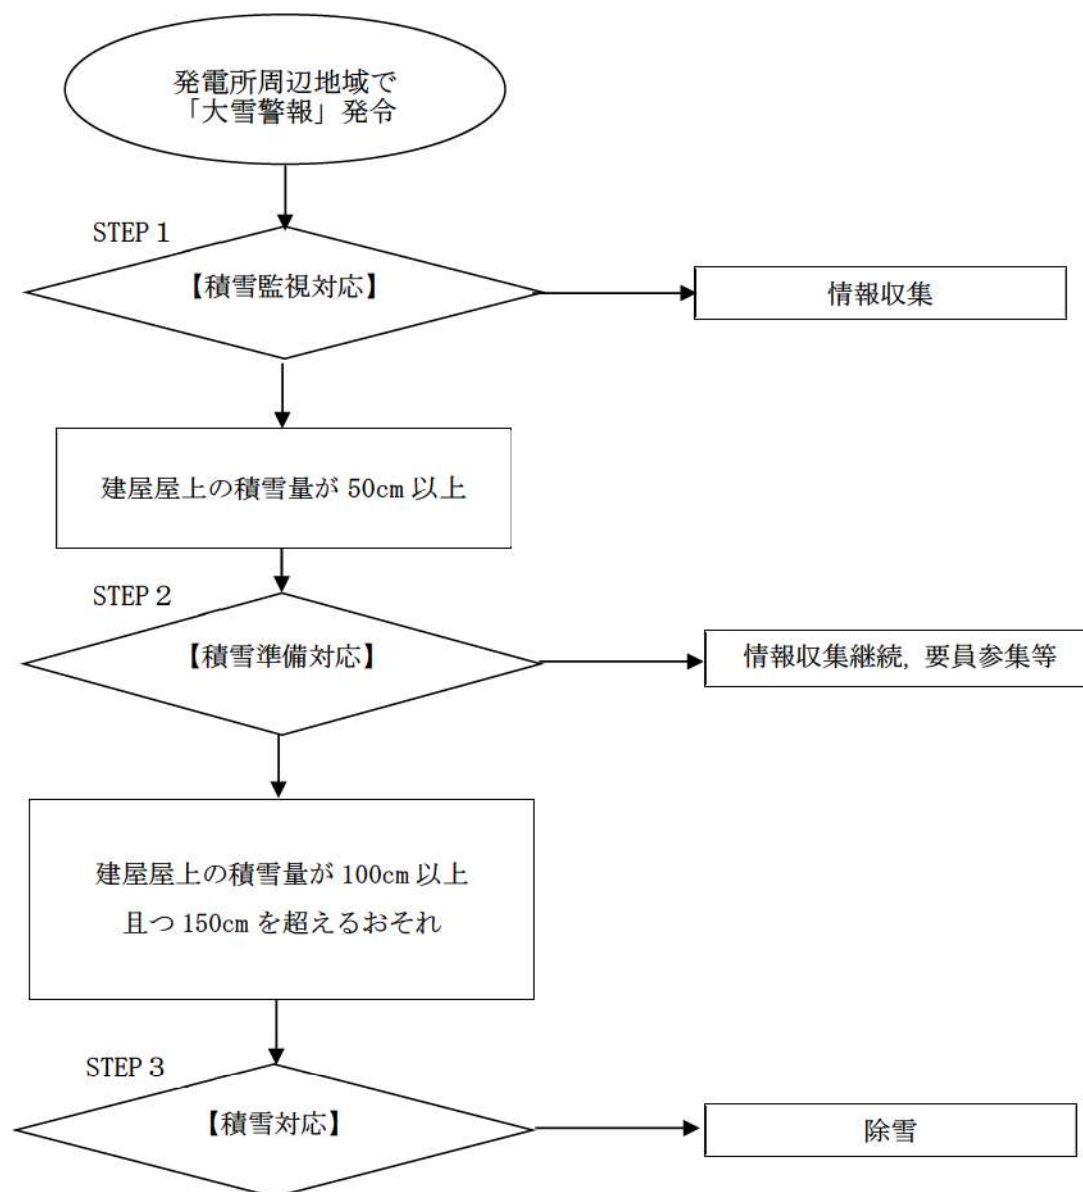 発電所周辺地域で
「大雪警報」発令
STEP 1
【積雪監視対応】
情報収集
建屋屋上の積雪量が 50cm 以上
STEP 2
【積雪準備対応】
情報収集継続, 要員参集等
建屋屋上の積雪量が 100cm 以上
且つ 150cm を超えるおそれ
STEP 3
【積雪対応】
除雪